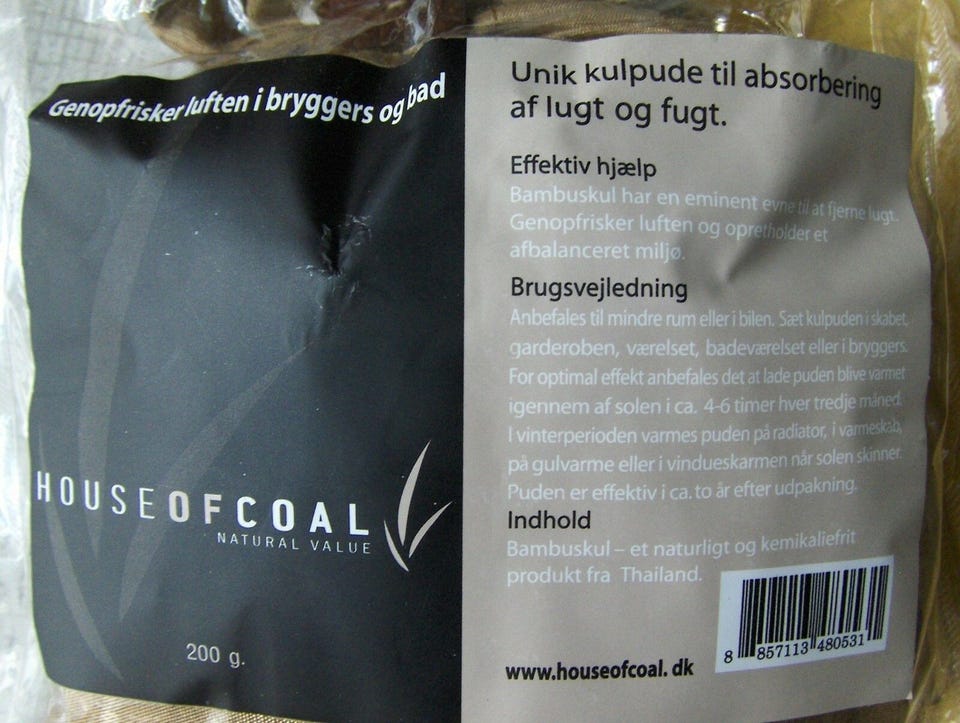 Genopfrisker luften i bryggers og bad
HOUSEOFCOAL
NATURAL VALUE
200 g.
Unik kulpude til absorbering
af lugt og fugt.
Effektiv hjælp
Bambuskul har en eminent evne til at fjerne lugt.
Genopfrisker luften og opretholder et
afbalanceret miljø.
Brugsvejledning
Anbefales til mindre rum eller i bilen. Sæt kulpuden i skabet,
garderoben, værelset, badeværelset eller i bryggers.
For optimal effekt anbefales det at lade puden blive varmet
igennem af solen i ca. 4-6 timer hver tredje måned.
I vinterperioden varmes puden på radiator, i varmeskab,
på gulvarme eller i vindueskarmen når solen skinner.
Puden er effektiv i ca. to år efter udpakning.
Indhold
Bambuskul – et naturligt og kemikaliefrit
produkt fra Thailand.
8 857113 480531
www.houseofcoal.dk